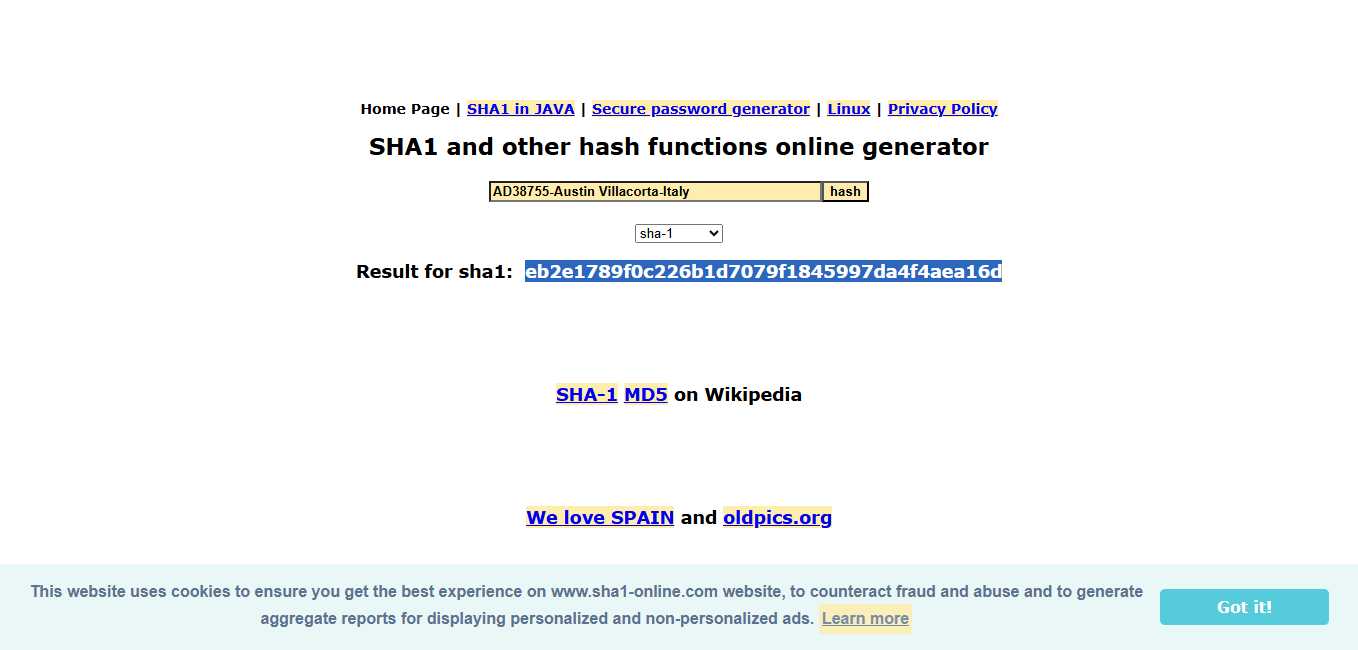 Home Page | SHA1 in JAVA | Secure password generator | Linux | Privacy Policy
SHA1 and other hash functions online generator
AD38755-Austin Villacorta-Italy hash
sha-1
Result for sha1: eb2e1789f0c226b1d7079f1845997da4f4aea16d
SHA-1 MD5 on Wikipedia
We love SPAIN and oldpics.org
This website uses cookies to ensure you get the best experience on www.sha1-online.com website, to counteract fraud and abuse and to generate
aggregate reports for displaying personalized and non-personalized ads. Learn more
Got it!